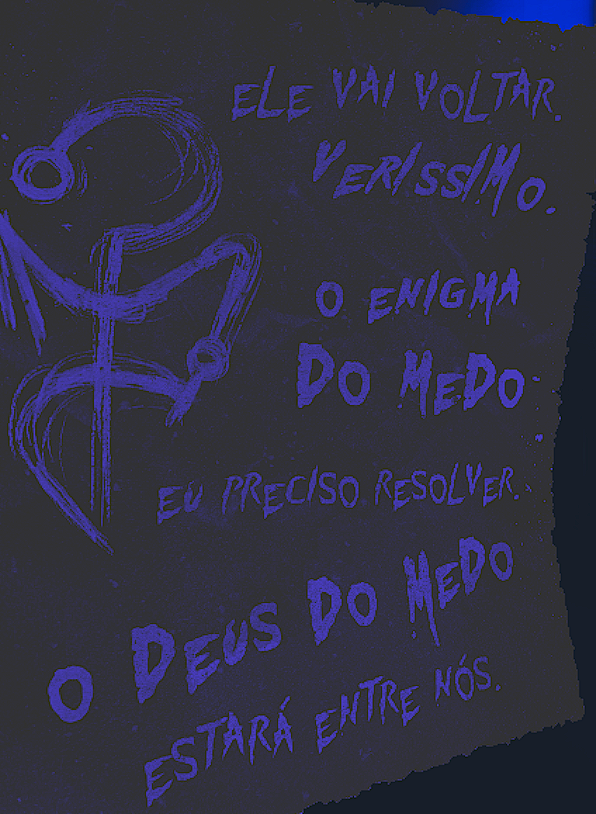 ELE VAI VOLTAR.
VERISSIMO.
O ENIGMA
DO MEDO
EU PRECISO RESOLVER.
O DEUS DO MEDO
ESTARÁ ENTRE NÓS.